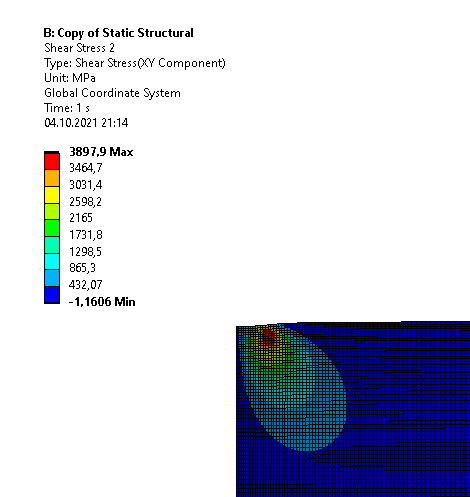 B: Copy of Static Structural
Shear Stress 2
Type: Shear Stress(XY Component)
Unit: MPa
Global Coordinate System
Time: 1 s
04.10.2021 21:14
3897,9 Max
3464,7
3031,4
2598,2
2165
1731,8
1298,5
865,3
432,07
-1,1606 Min